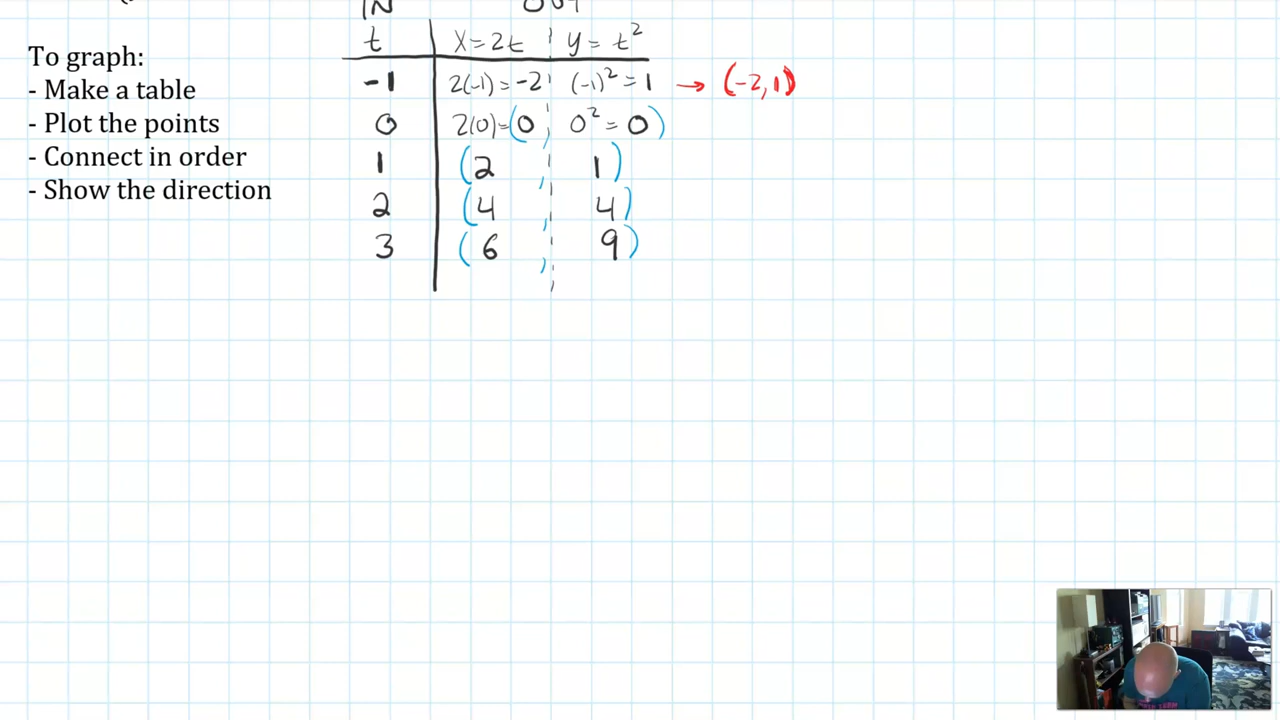 IN OUT
To graph:
- Make a table
- Plot the points
- Connect in order
- Show the direction
t x=2t y=t²
-1 2(-1)=-2 (-1)²=1 → (-2,1)
0 2(0)=(0, 0²=0)
1 (2, 1)
2 (4, 4)
3 (6, 9)